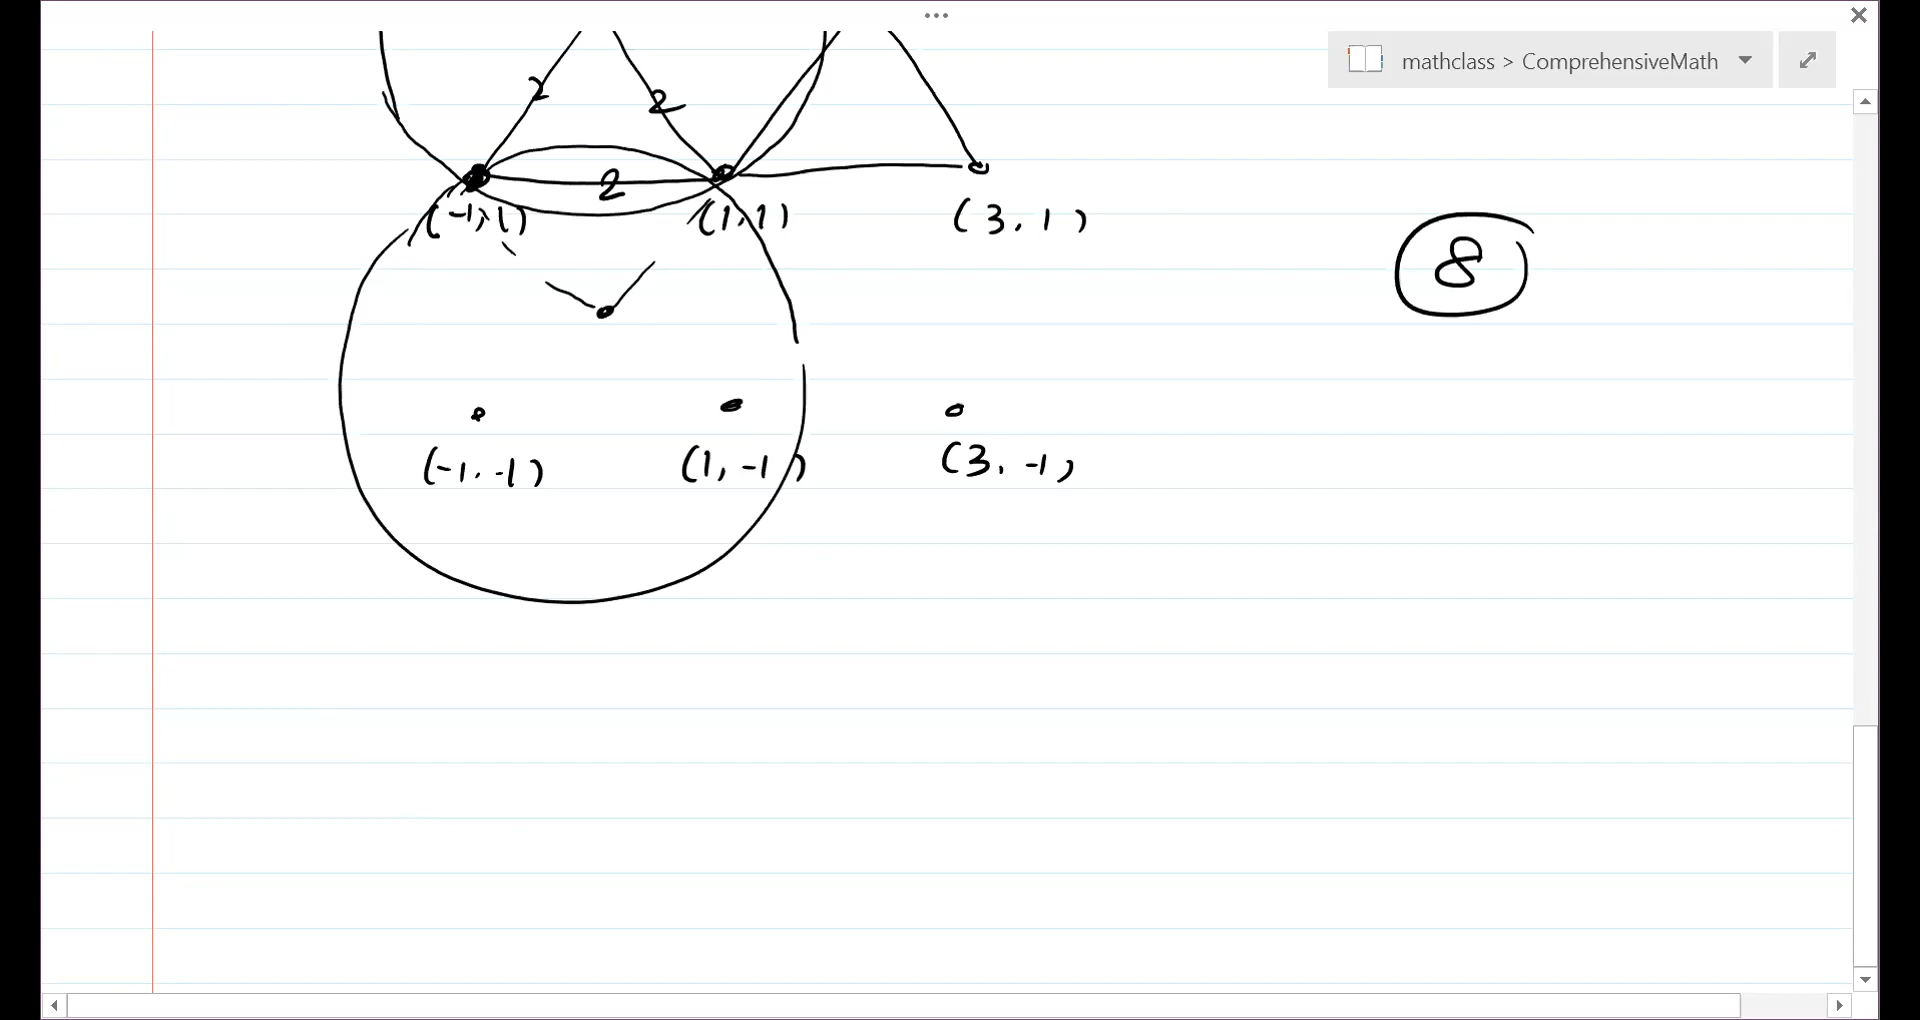 mathclass > ComprehensiveMath
2 2
2
(-1, 1) (1, 1) (3, 1)
8
(-1, -1) (1, -1) (3, -1)